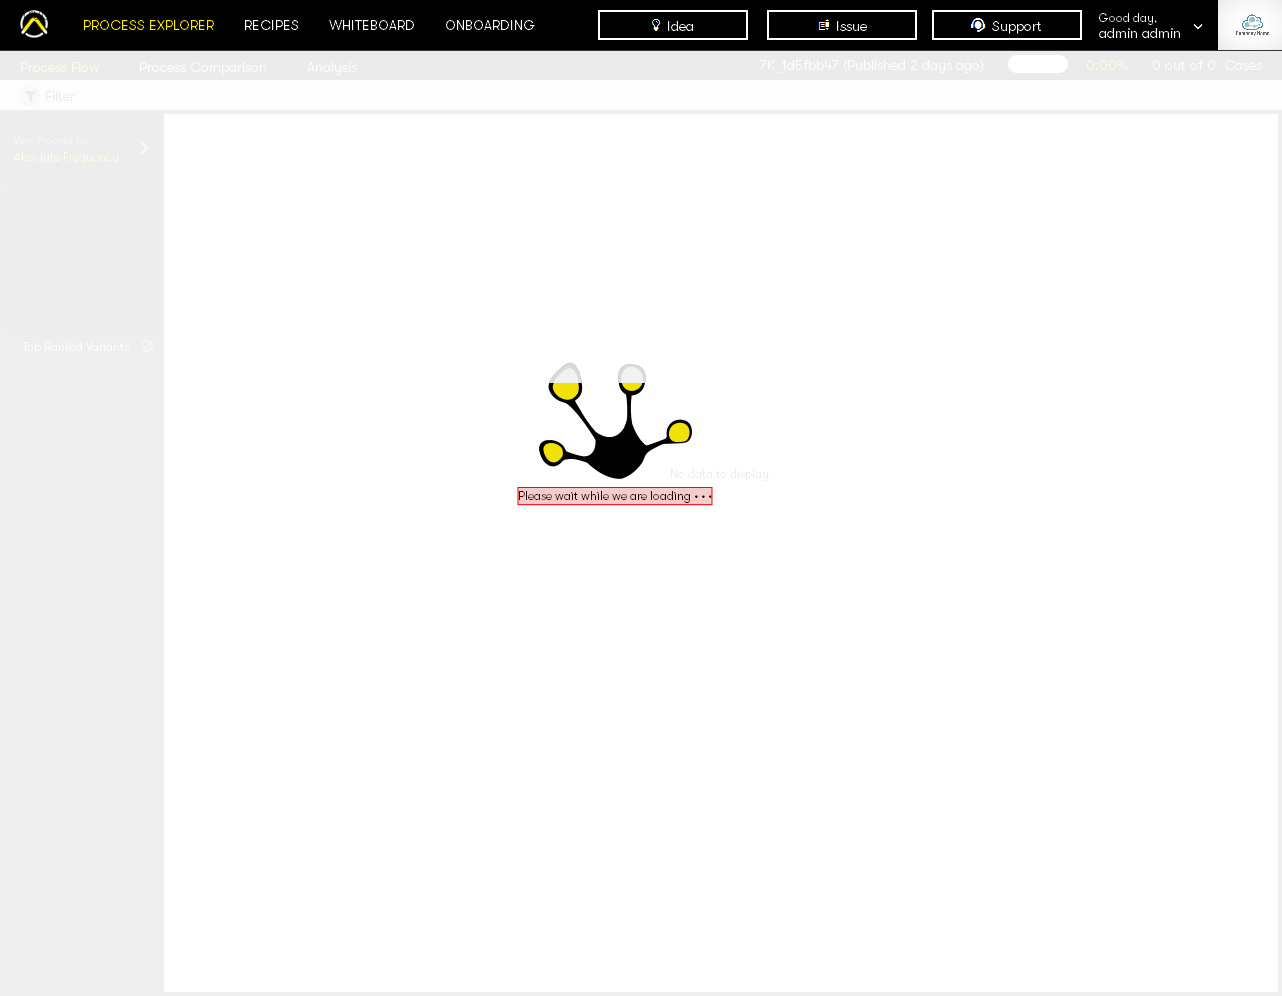 PROCESS EXPLORER RECIPES WHITEBOARD ONBOARDING Idea Issue Support Good day,
admin admin
Process Flow Process Comparison Analysis 7K_1d5fbb47 (Published 2 days ago) 0.00% 0 out of 0 Cases
Filter
View Process by
Absolute Frequency
Top Ranked Variants
No data to display.
Please wait while we are loading • • •